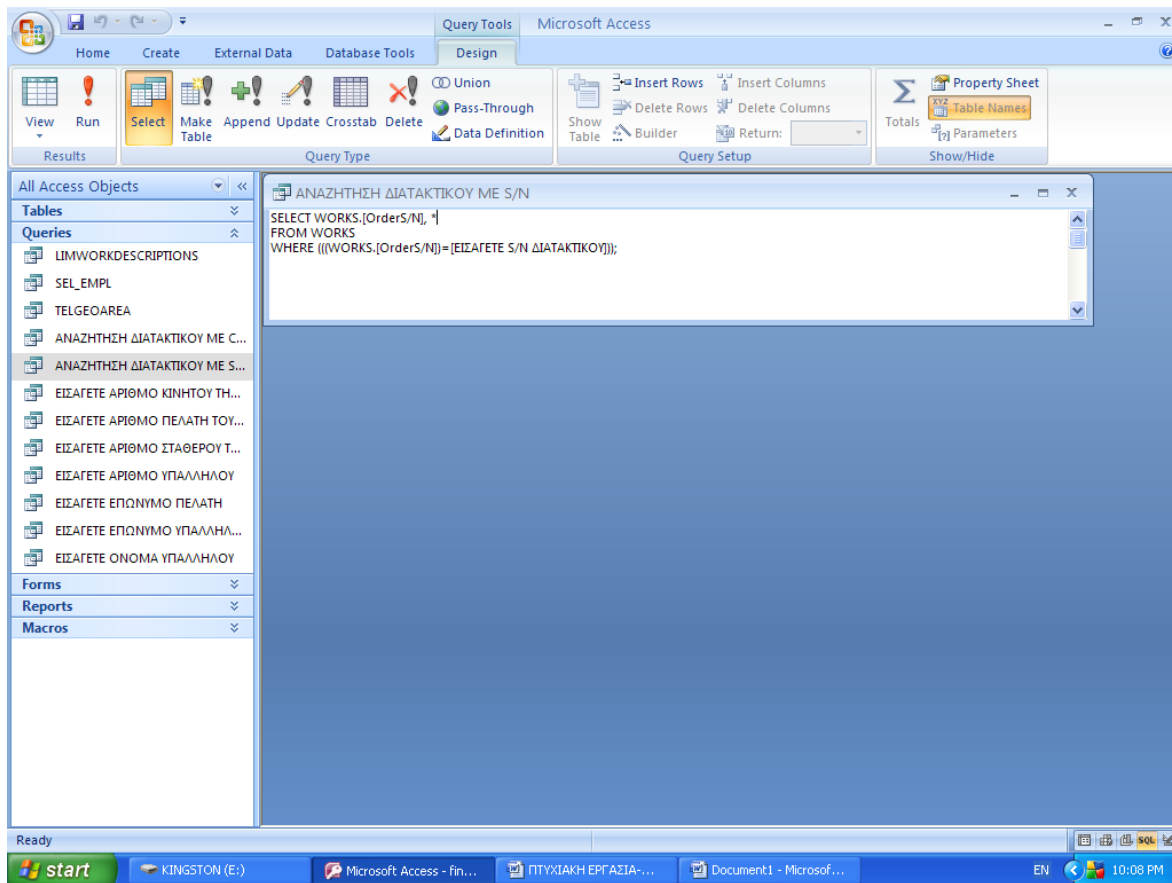 Query Tools Microsoft Access
Home Create External Data Database Tools Design
View
Run
Select
Make Table
Append
Update
Crosstab
Delete
Union
Pass-Through
Data Definition
Show Table
Insert Rows
Delete Rows
Builder
Insert Columns
Delete Columns
Return:
Totals
Property Sheet
Table Names
Parameters
Results Query Type Query Setup Show/Hide
All Access Objects
Tables
Queries
LIMWORKDESCRIPTIONS
SEL_EMPL
TELGEOAREA
ΑΝΑΖΗΤΗΣΗ ΔΙΑΤΑΚΤΙΚΟΥ ΜΕ C...
ΑΝΑΖΗΤΗΣΗ ΔΙΑΤΑΚΤΙΚΟΥ ΜΕ S...
ΕΙΣΑΓΕΤΕ ΑΡΙΘΜΟ ΚΙΝΗΤΟΥ ΤΗ...
ΕΙΣΑΓΕΤΕ ΑΡΙΘΜΟ ΠΕΛΑΤΗ ΤΟΥ...
ΕΙΣΑΓΕΤΕ ΑΡΙΘΜΟ ΣΤΑΘΕΡΟΥ Τ...
ΕΙΣΑΓΕΤΕ ΑΡΙΘΜΟ ΥΠΑΛΛΗΛΟΥ
ΕΙΣΑΓΕΤΕ ΕΠΩΝΥΜΟ ΠΕΛΑΤΗ
ΕΙΣΑΓΕΤΕ ΕΠΩΝΥΜΟ ΥΠΑΛΛΗΛ...
ΕΙΣΑΓΕΤΕ ΟΝΟΜΑ ΥΠΑΛΛΗΛΟΥ
Forms
Reports
Macros
ΑΝΑΖΗΤΗΣΗ ΔΙΑΤΑΚΤΙΚΟΥ ΜΕ S/N
SELECT WORKS.[OrderS/N], *
FROM WORKS
WHERE (((WORKS.[OrderS/N])=[ΕΙΣΑΓΕΤΕ S/N ΔΙΑΤΑΚΤΙΚΟΥ]));
Ready SQL
start KINGSTON (E:) Microsoft Access - fin... ΠΤΥΧΙΑΚΗ ΕΡΓΑΣΙΑ-... Document1 - Microsof... EN 10:08 PM